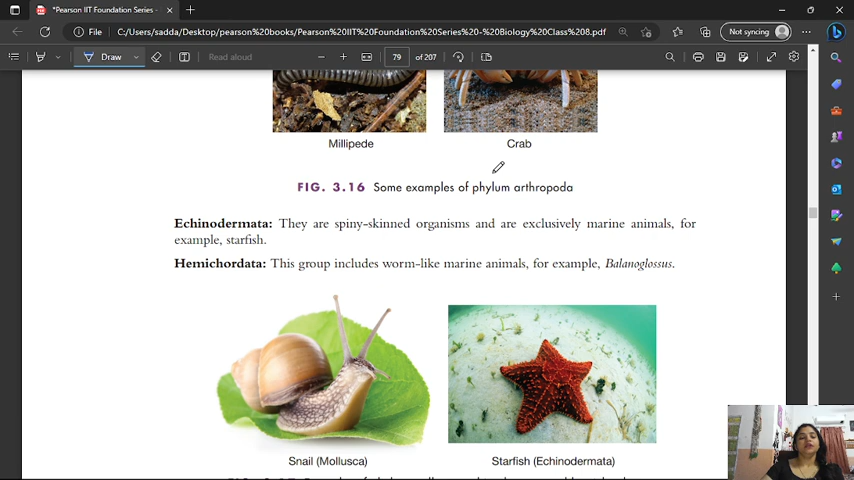 *Pearson IIT Foundation Series -
File
C:/Users/sadda/Desktop/pearson%20books/Pearson%20IIT%20Foundation%20Series%20-%20Biology%20Class%208.pdf
Not syncing
Draw
Read aloud
79
of 207
Millipede
Crab
FIG. 3.16 Some examples of phylum arthropoda
Echinodermata: They are spiny-skinned organisms and are exclusively marine animals, for
example, starfish.
Hemichordata: This group includes worm-like marine animals, for example, Balanoglossus.
Snail (Mollusca)
Starfish (Echinodermata)